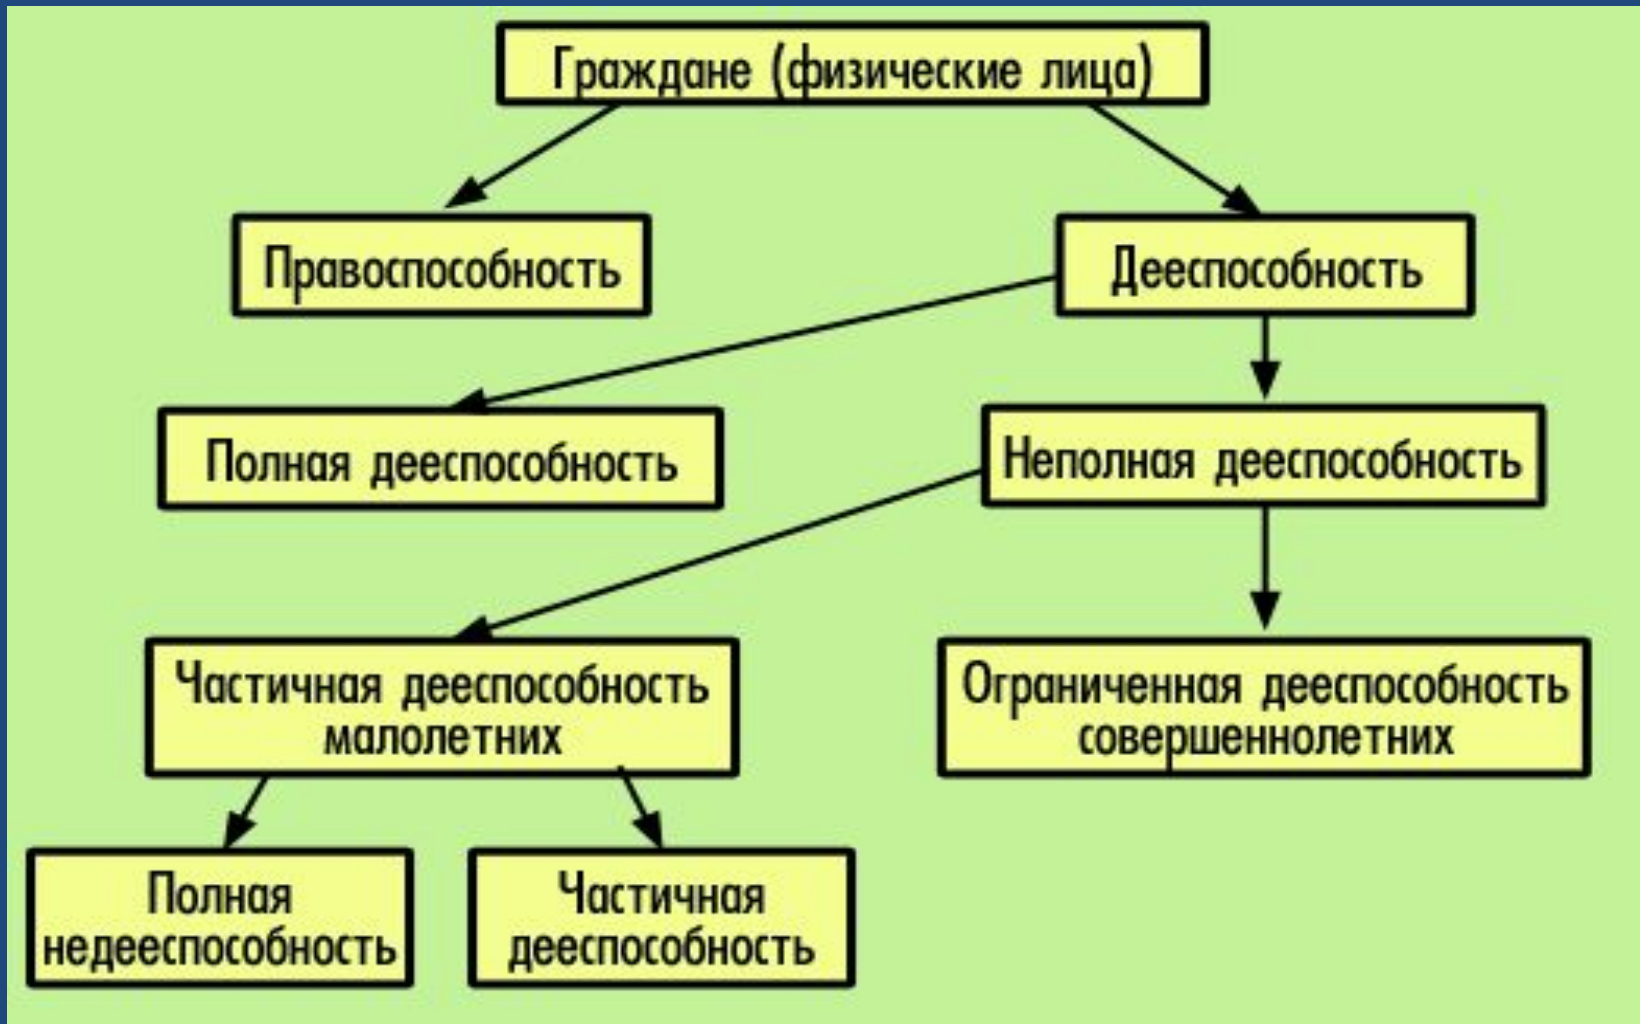 Граждане (физические лица)
Правоспособность
Дееспособность
Полная дееспособность
Неполная дееспособность
Частичная дееспособность
малолетних
Ограниченная дееспособность
совершеннолетних
Полная
недееспособность
Частичная
дееспособность